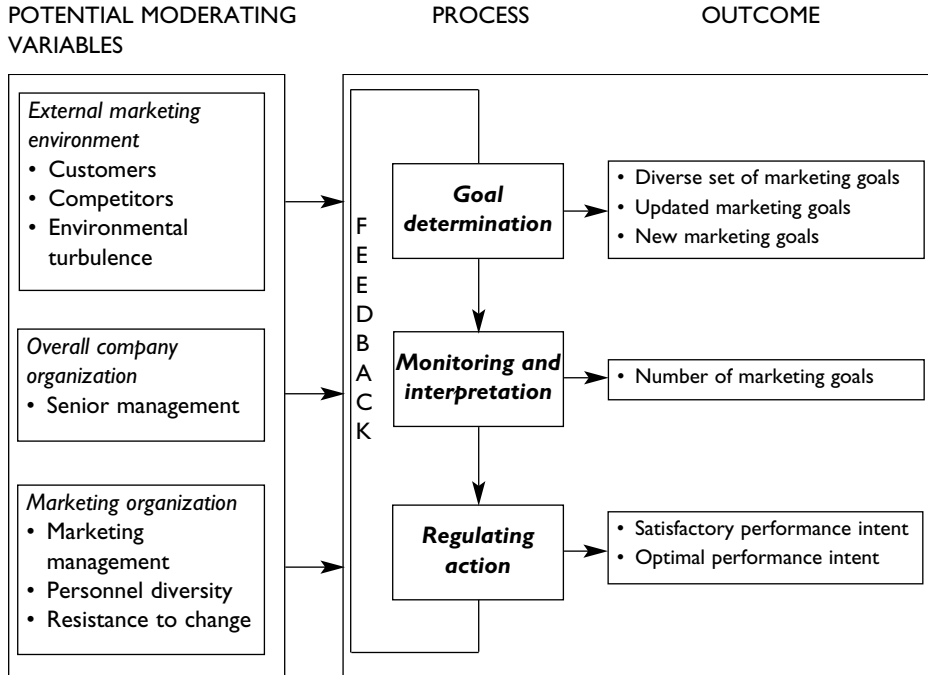 POTENTIAL MODERATING
VARIABLES
PROCESS
OUTCOME
External marketing
environment
• Customers
• Competitors
• Environmental
turbulence
Overall company
organization
• Senior management
Marketing organization
• Marketing
management
• Personnel diversity
• Resistance to change
F
E
E
D
B
A
C
K
Goal
determination
Monitoring and
interpretation
Regulating
action
• Diverse set of marketing goals
• Updated marketing goals
• New marketing goals
• Number of marketing goals
• Satisfactory performance intent
• Optimal performance intent